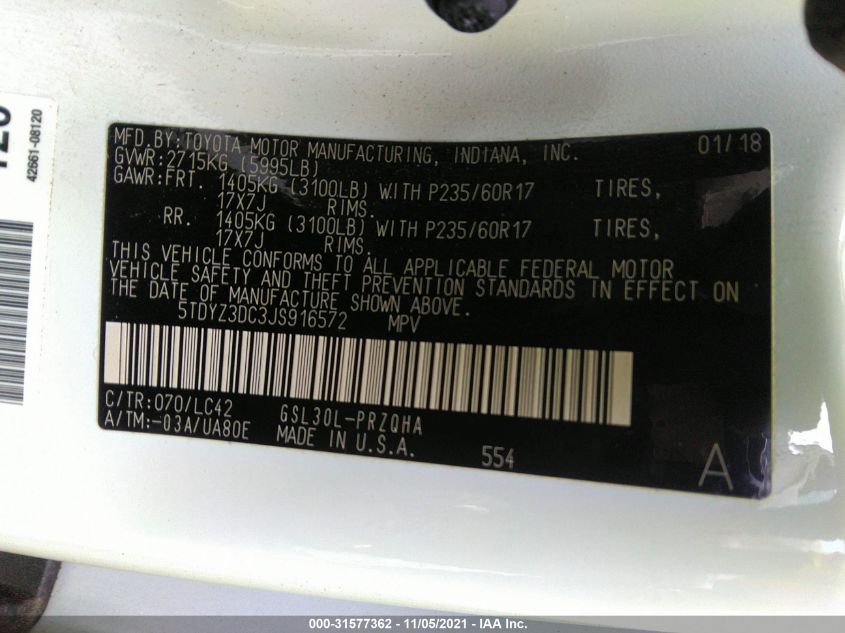 MFD.BY:TOYOTA MOTOR MANUFACTURING, INDIANA, INC. 01/18
GVWR:2715KG (5995LB)
GAWR:FRT. 1405KG (3100LB) WITH P235/60R17 TIRES,
17X7J RIMS.
RR. 1405KG (3100LB) WITH P235/60R17 TIRES,
17X7J RIMS.
THIS VEHICLE CONFORMS TO ALL APPLICABLE FEDERAL MOTOR
VEHICLE SAFETY AND THEFT PREVENTION STANDARDS IN EFFECT ON
THE DATE OF MANUFACTURE SHOWN ABOVE.
5TDYZ3DC3JS916572 MPV
C/TR:070/LC42 GSL30L-PRZQHA
A/TM:-03A/UA80E MADE IN U.S.A. 554 A
42661-08120
000-31577362 - 11/05/2021 - IAA Inc.